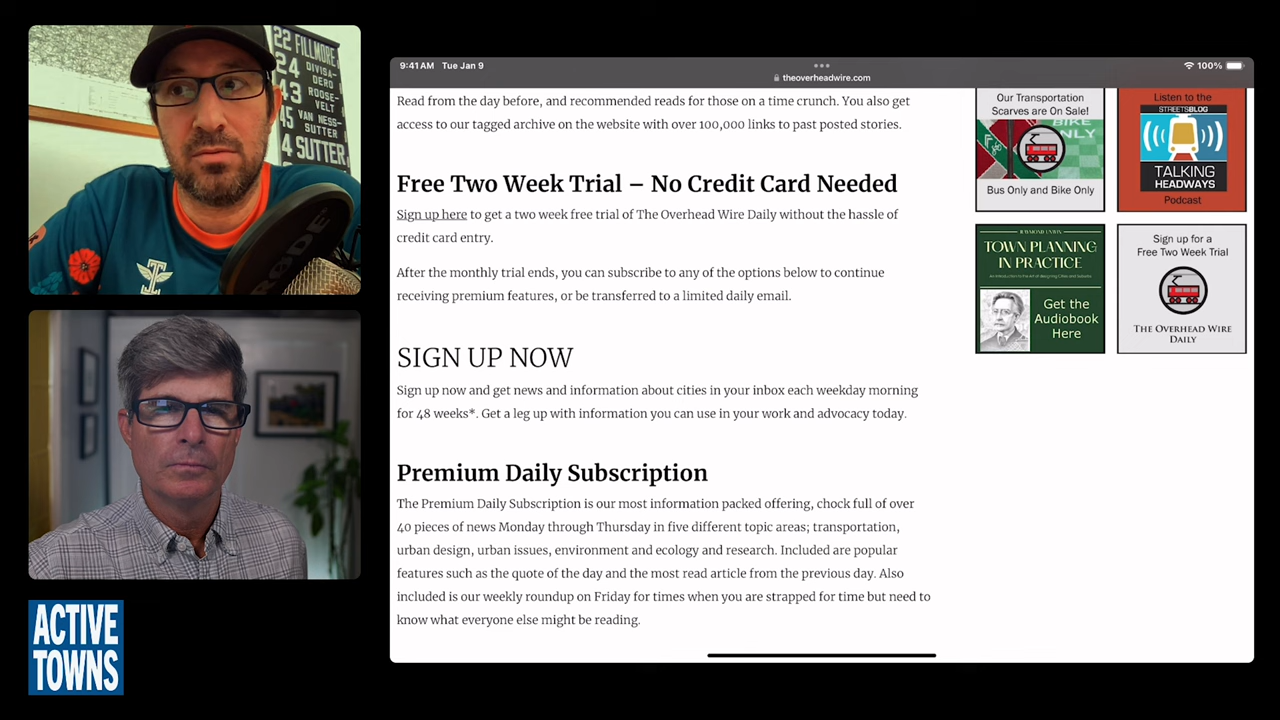 22 FILLMORE
DIVISA-
24 DERO
43 ROOSE-
VELT
45 VAN NESS-
SUTTER
4 SUTTER
RODE
ACTIVE
TOWNS
9:41 AM Tue Jan 9
100%
theoverheadwire.com
Read from the day before, and recommended reads for those on a time crunch. You also get
access to our tagged archive on the website with over 100,000 links to past posted stories.
Free Two Week Trial – No Credit Card Needed
Sign up here to get a two week free trial of The Overhead Wire Daily without the hassle of
credit card entry.
After the monthly trial ends, you can subscribe to any of the options below to continue
receiving premium features, or be transferred to a limited daily email.
SIGN UP NOW
Sign up now and get news and information about cities in your inbox each weekday morning
for 48 weeks*. Get a leg up with information you can use in your work and advocacy today.
Premium Daily Subscription
The Premium Daily Subscription is our most information packed offering, chock full of over
40 pieces of news Monday through Thursday in five different topic areas; transportation,
urban design, urban issues, environment and ecology and research. Included are popular
features such as the quote of the day and the most read article from the previous day. Also
included is our weekly roundup on Friday for times when you are strapped for time but need to
know what everyone else might be reading.
Our Transportation
Scarves are On Sale!
BIKE
ONLY
Bus Only and Bike Only
Listen to the
STREETSBLOG
TALKING
HEADWAYS
Podcast
TOWN PLANNING
IN PRACTICE
Get the
Audiobook
Here
Sign up for a
Free Two Week Trial
THE OVERHEAD WIRE
DAILY